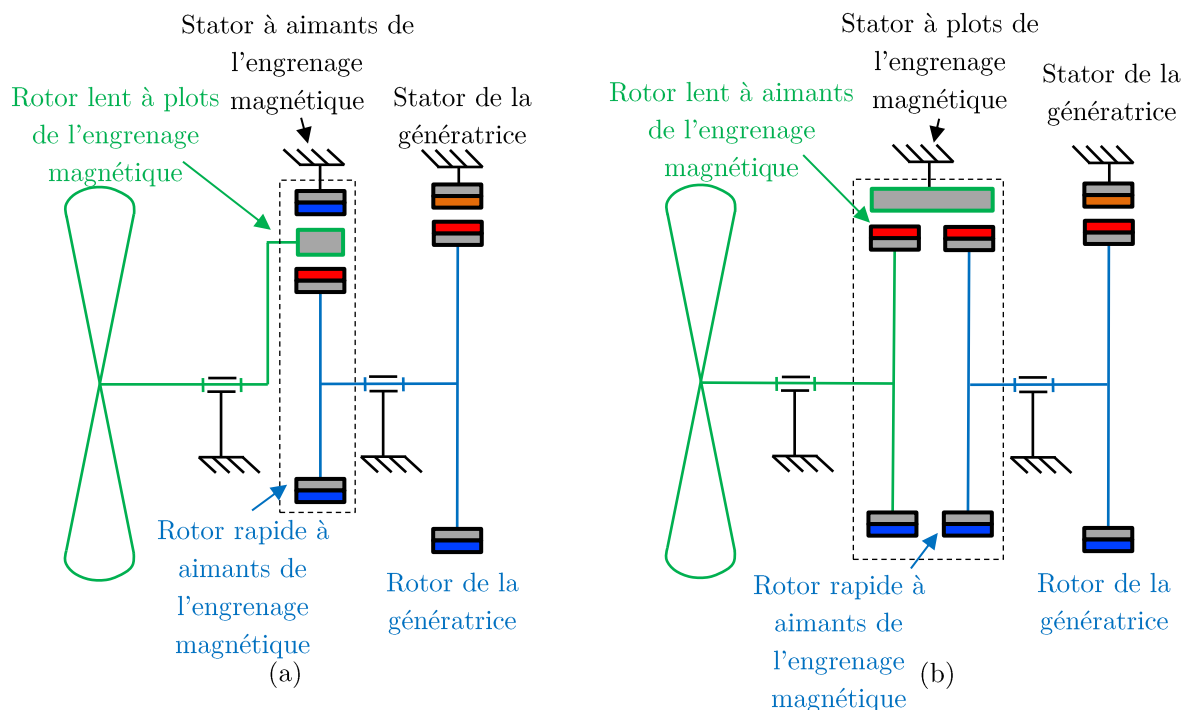 Stator à aimants de
l'engrenage
magnétique
Rotor lent à plots
de l'engrenage
magnétique
Stator de la
génératrice
Rotor rapide à
aimants de
l'engrenage
magnétique
Rotor de la
génératrice
(a)
Stator à plots de
l'engrenage
magnétique
Rotor lent à aimants
de l'engrenage
magnétique
Stator de la
génératrice
Rotor rapide à
aimants de
l'engrenage
magnétique
Rotor de la
génératrice
(b)